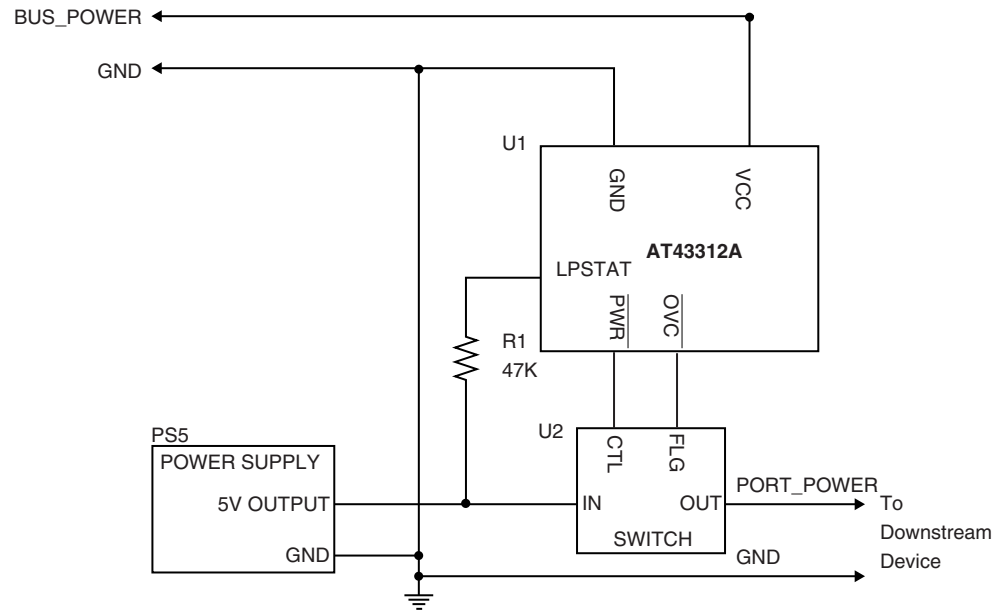 BUS_POWER
GND
U1
GND
VCC
AT43312A
LPSTAT
PWR
OVC
R1
47K
PS5
U2
POWER SUPPLY
CTL
FLG
5V OUTPUT
IN
OUT
PORT_POWER
To
Downstream
Device
SWITCH
GND
GND